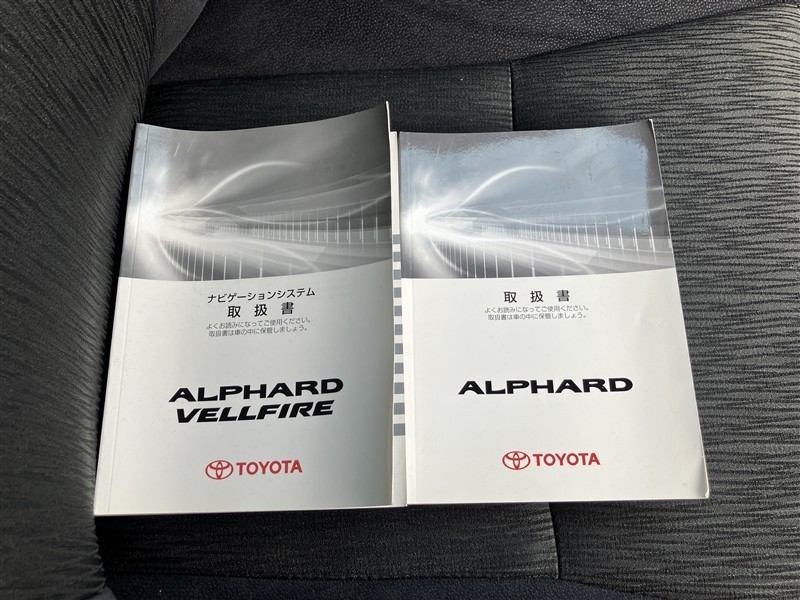 ナビゲーションシステム
取扱書
よくお読みになってご使用ください。
取扱書は車の中に保管しましょう。
ALPHARD
VELLFIRE
TOYOTA
取扱書
よくお読みになってご使用ください。
取扱書は車の中に保管しましょう。
ALPHARD
TOYOTA